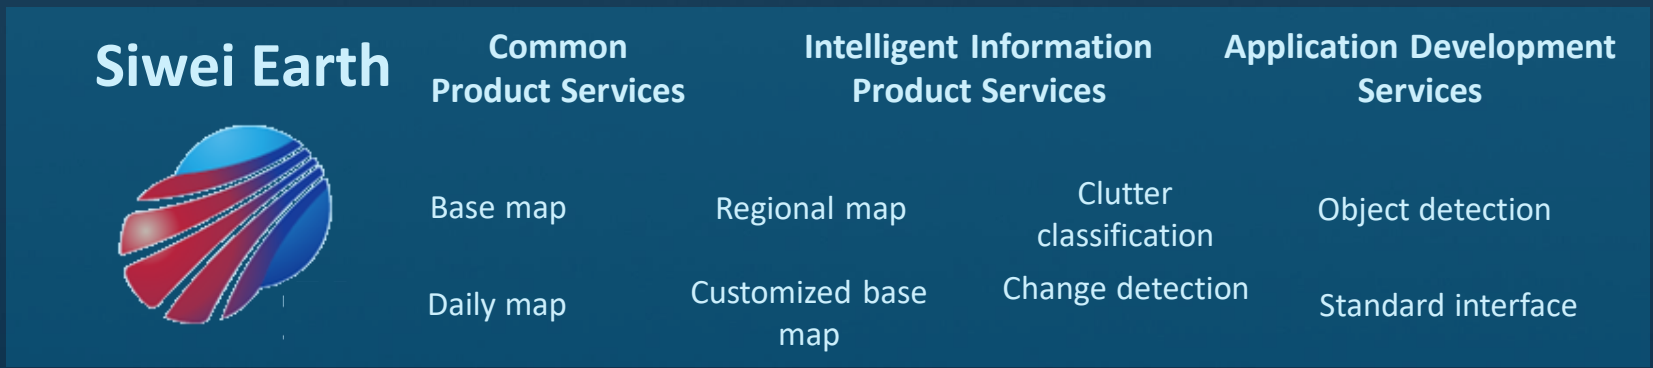 Siwei Earth
Common
Product Services
Intelligent Information
Product Services
Application Development
Services
Base map
Regional map
Clutter
classification
Object detection
Daily map
Customized base
map
Change detection
Standard interface